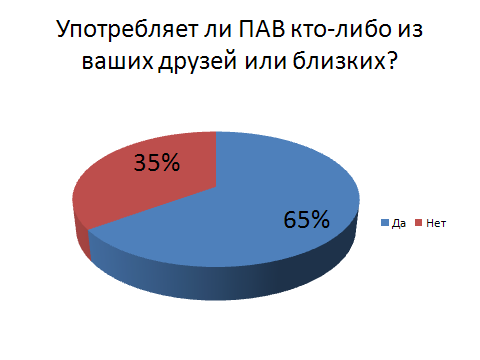 Употребляет ли ПАВ кто-либо из
ваших друзей или близких?
35%
65%
Да Нет